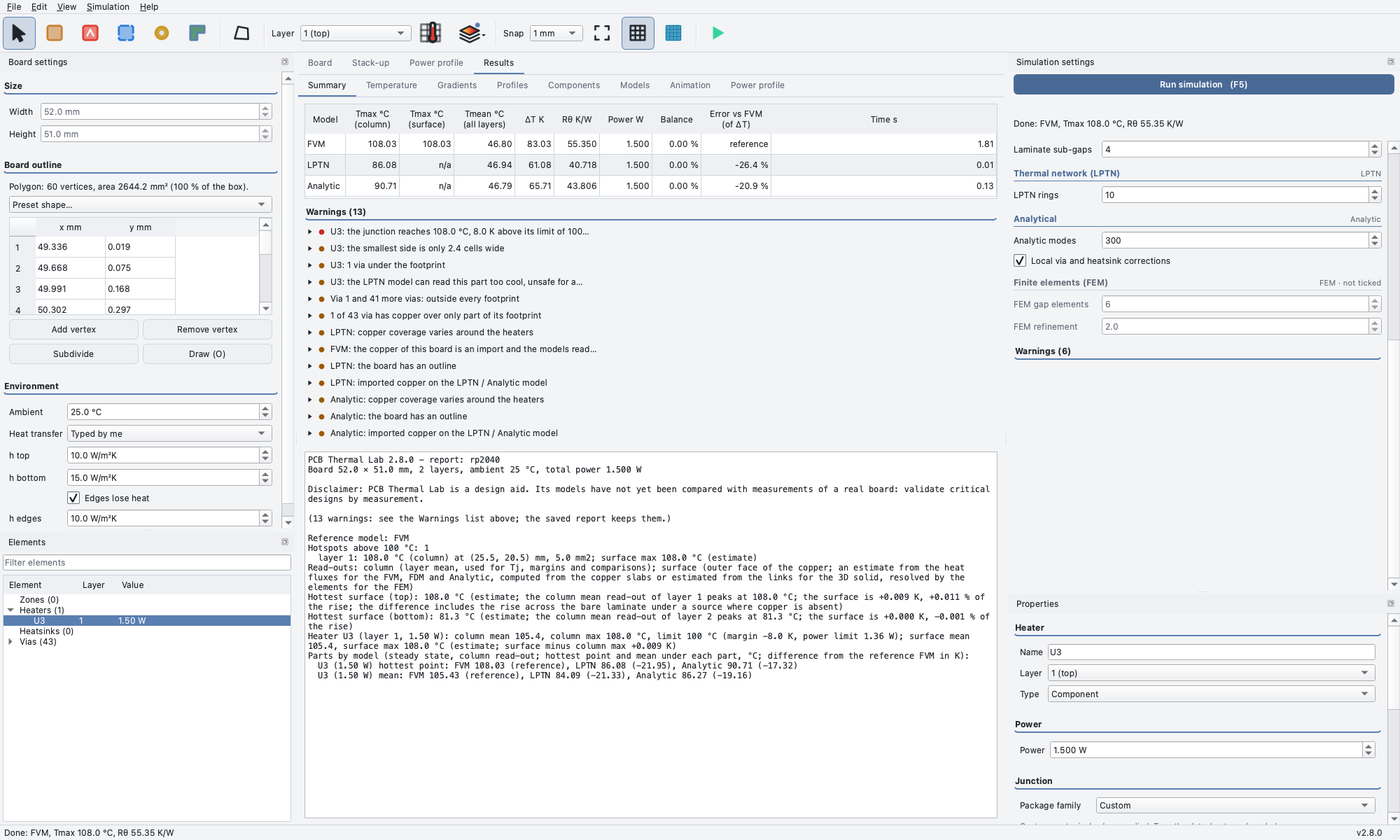 File Edit View Simulation Help
Layer 1 (top) Snap 1 mm
Board settings
Size
Width 52.0 mm
Height 51.0 mm
Board outline
Polygon: 60 vertices, area 2644.2 mm² (100 % of the box).
Preset shape...
x mm y mm
1 49.336 0.019
2 49.668 0.075
3 49.991 0.168
4 50.302 0.297
Add vertex Remove vertex
Subdivide Draw (O)
Environment
Ambient 25.0 °C
Heat transfer Typed by me
h top 10.0 W/m²K
h bottom 15.0 W/m²K
Edges lose heat
h edges 10.0 W/m²K
Elements
Filter elements
Element Layer Value
Zones (0)
Heaters (1)
U3 1 1.50 W
Heatsinks (0)
Vias (43)
Board Stack-up Power profile Results
Summary Temperature Gradients Profiles Components Models Animation Power profile
Model Tmax °C (column) Tmax °C (surface) Tmean °C (all layers) ΔT K Rθ K/W Power W Balance Error vs FVM (of ΔT) Time s
FVM 108.03 108.03 46.80 83.03 55.350 1.500 0.00 % reference 1.81
LPTN 86.08 n/a 46.94 61.08 40.718 1.500 0.00 % -26.4 % 0.01
Analytic 90.71 n/a 46.79 65.71 43.806 1.500 0.00 % -20.9 % 0.13
Warnings (13)
U3: the junction reaches 108.0 °C, 8.0 K above its limit of 100...
U3: the smallest side is only 2.4 cells wide
U3: 1 via under the footprint
U3: the LPTN model can read this part too cool, unsafe for a...
Via 1 and 41 more vias: outside every footprint
1 of 43 via has copper over only part of its footprint
LPTN: copper coverage varies around the heaters
FVM: the copper of this board is an import and the models read...
LPTN: the board has an outline
LPTN: imported copper on the LPTN / Analytic model
Analytic: copper coverage varies around the heaters
Analytic: the board has an outline
Analytic: imported copper on the LPTN / Analytic model
PCB Thermal Lab 2.8.0 - report: rp2040
Board 52.0 × 51.0 mm, 2 layers, ambient 25 °C, total power 1.500 W
Disclaimer: PCB Thermal Lab is a design aid. Its models have not yet been compared with measurements of a real board: validate critical
designs by measurement.
(13 warnings: see the Warnings list above; the saved report keeps them.)
Reference model: FVM
Hotspots above 100 °C: 1
layer 1: 108.0 °C (column) at (25.5, 20.5) mm, 5.0 mm2; surface max 108.0 °C (estimate)
Read-outs: column (layer mean, used for Tj, margins and comparisons); surface (outer face of the copper; an estimate from the heat
fluxes for the FVM, FDM and Analytic, computed from the copper slabs or estimated from the links for the 3D solid, resolved by the
elements for the FEM)
Hottest surface (top): 108.0 °C (estimate; the column mean read-out of layer 1 peaks at 108.0 °C; the surface is +0.009 K, +0.011 % of
the rise; the difference includes the rise across the bare laminate under a source where copper is absent)
Hottest surface (bottom): 81.3 °C (estimate; the column mean read-out of layer 2 peaks at 81.3 °C; the surface is +0.000 K, -0.001 % of
the rise)
Heater U3 (layer 1, 1.50 W): column mean 105.4, column max 108.0 °C, limit 100 °C (margin −8.0 K, power limit 1.36 W); surface mean
105.4, surface max 108.0 °C (estimate; surface minus column max +0.009 K)
Parts by model (steady state, column read-out; hottest point and mean under each part, °C; difference from the reference FVM in K):
U3 (1.50 W) hottest point: FVM 108.03 (reference), LPTN 86.08 (−21.95), Analytic 90.71 (−17.32)
U3 (1.50 W) mean: FVM 105.43 (reference), LPTN 84.09 (−21.33), Analytic 86.27 (−19.16)
Simulation settings
Run simulation (F5)
Done: FVM, Tmax 108.0 °C, Rθ 55.35 K/W
Laminate sub-gaps 4
Thermal network (LPTN) LPTN
LPTN rings 10
Analytical Analytic
Analytic modes 300
Local via and heatsink corrections
Finite elements (FEM) FEM · not ticked
FEM gap elements 6
FEM refinement 2.0
Warnings (6)
Properties
Heater
Name U3
Layer 1 (top)
Type Component
Power
Power 1.500 W
Junction
Package family Custom
Done: FVM, Tmax 108.0 °C, Rθ 55.35 K/W
v2.8.0